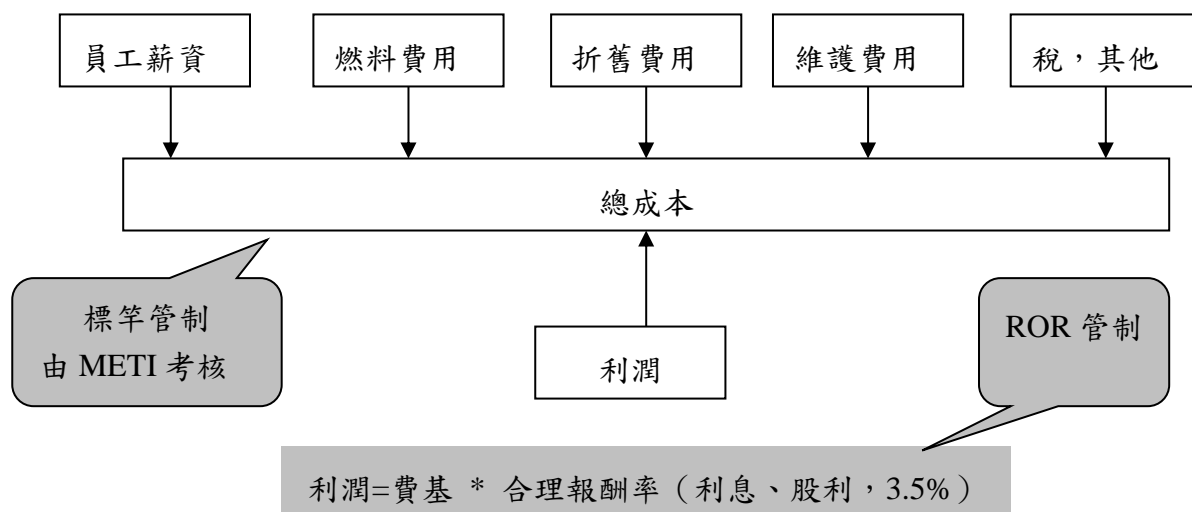 員工薪資
燃料費用
折舊費用
維護費用
稅，其他
總成本
標竿管制
由 METI 考核
ROR 管制
利潤
利潤=費基 * 合理報酬率（利息、股利，3.5%）